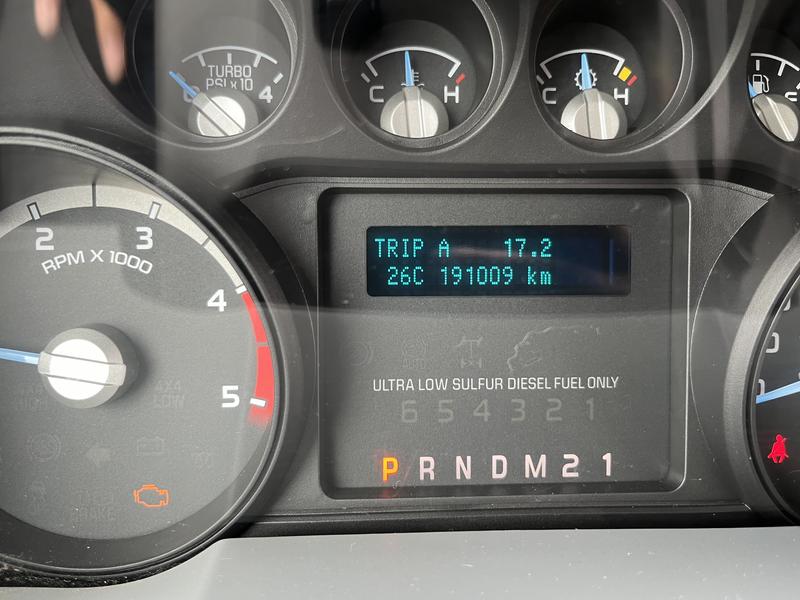 TURBO
PSI x 10
0 4
C H
C H
2 3
RPM X 1000
4
5
TRIP A 17.2
26C 191009 km
4X4
LOW
ULTRA LOW SULFUR DIESEL FUEL ONLY
6 5 4 3 2 1
P R N D M 2 1